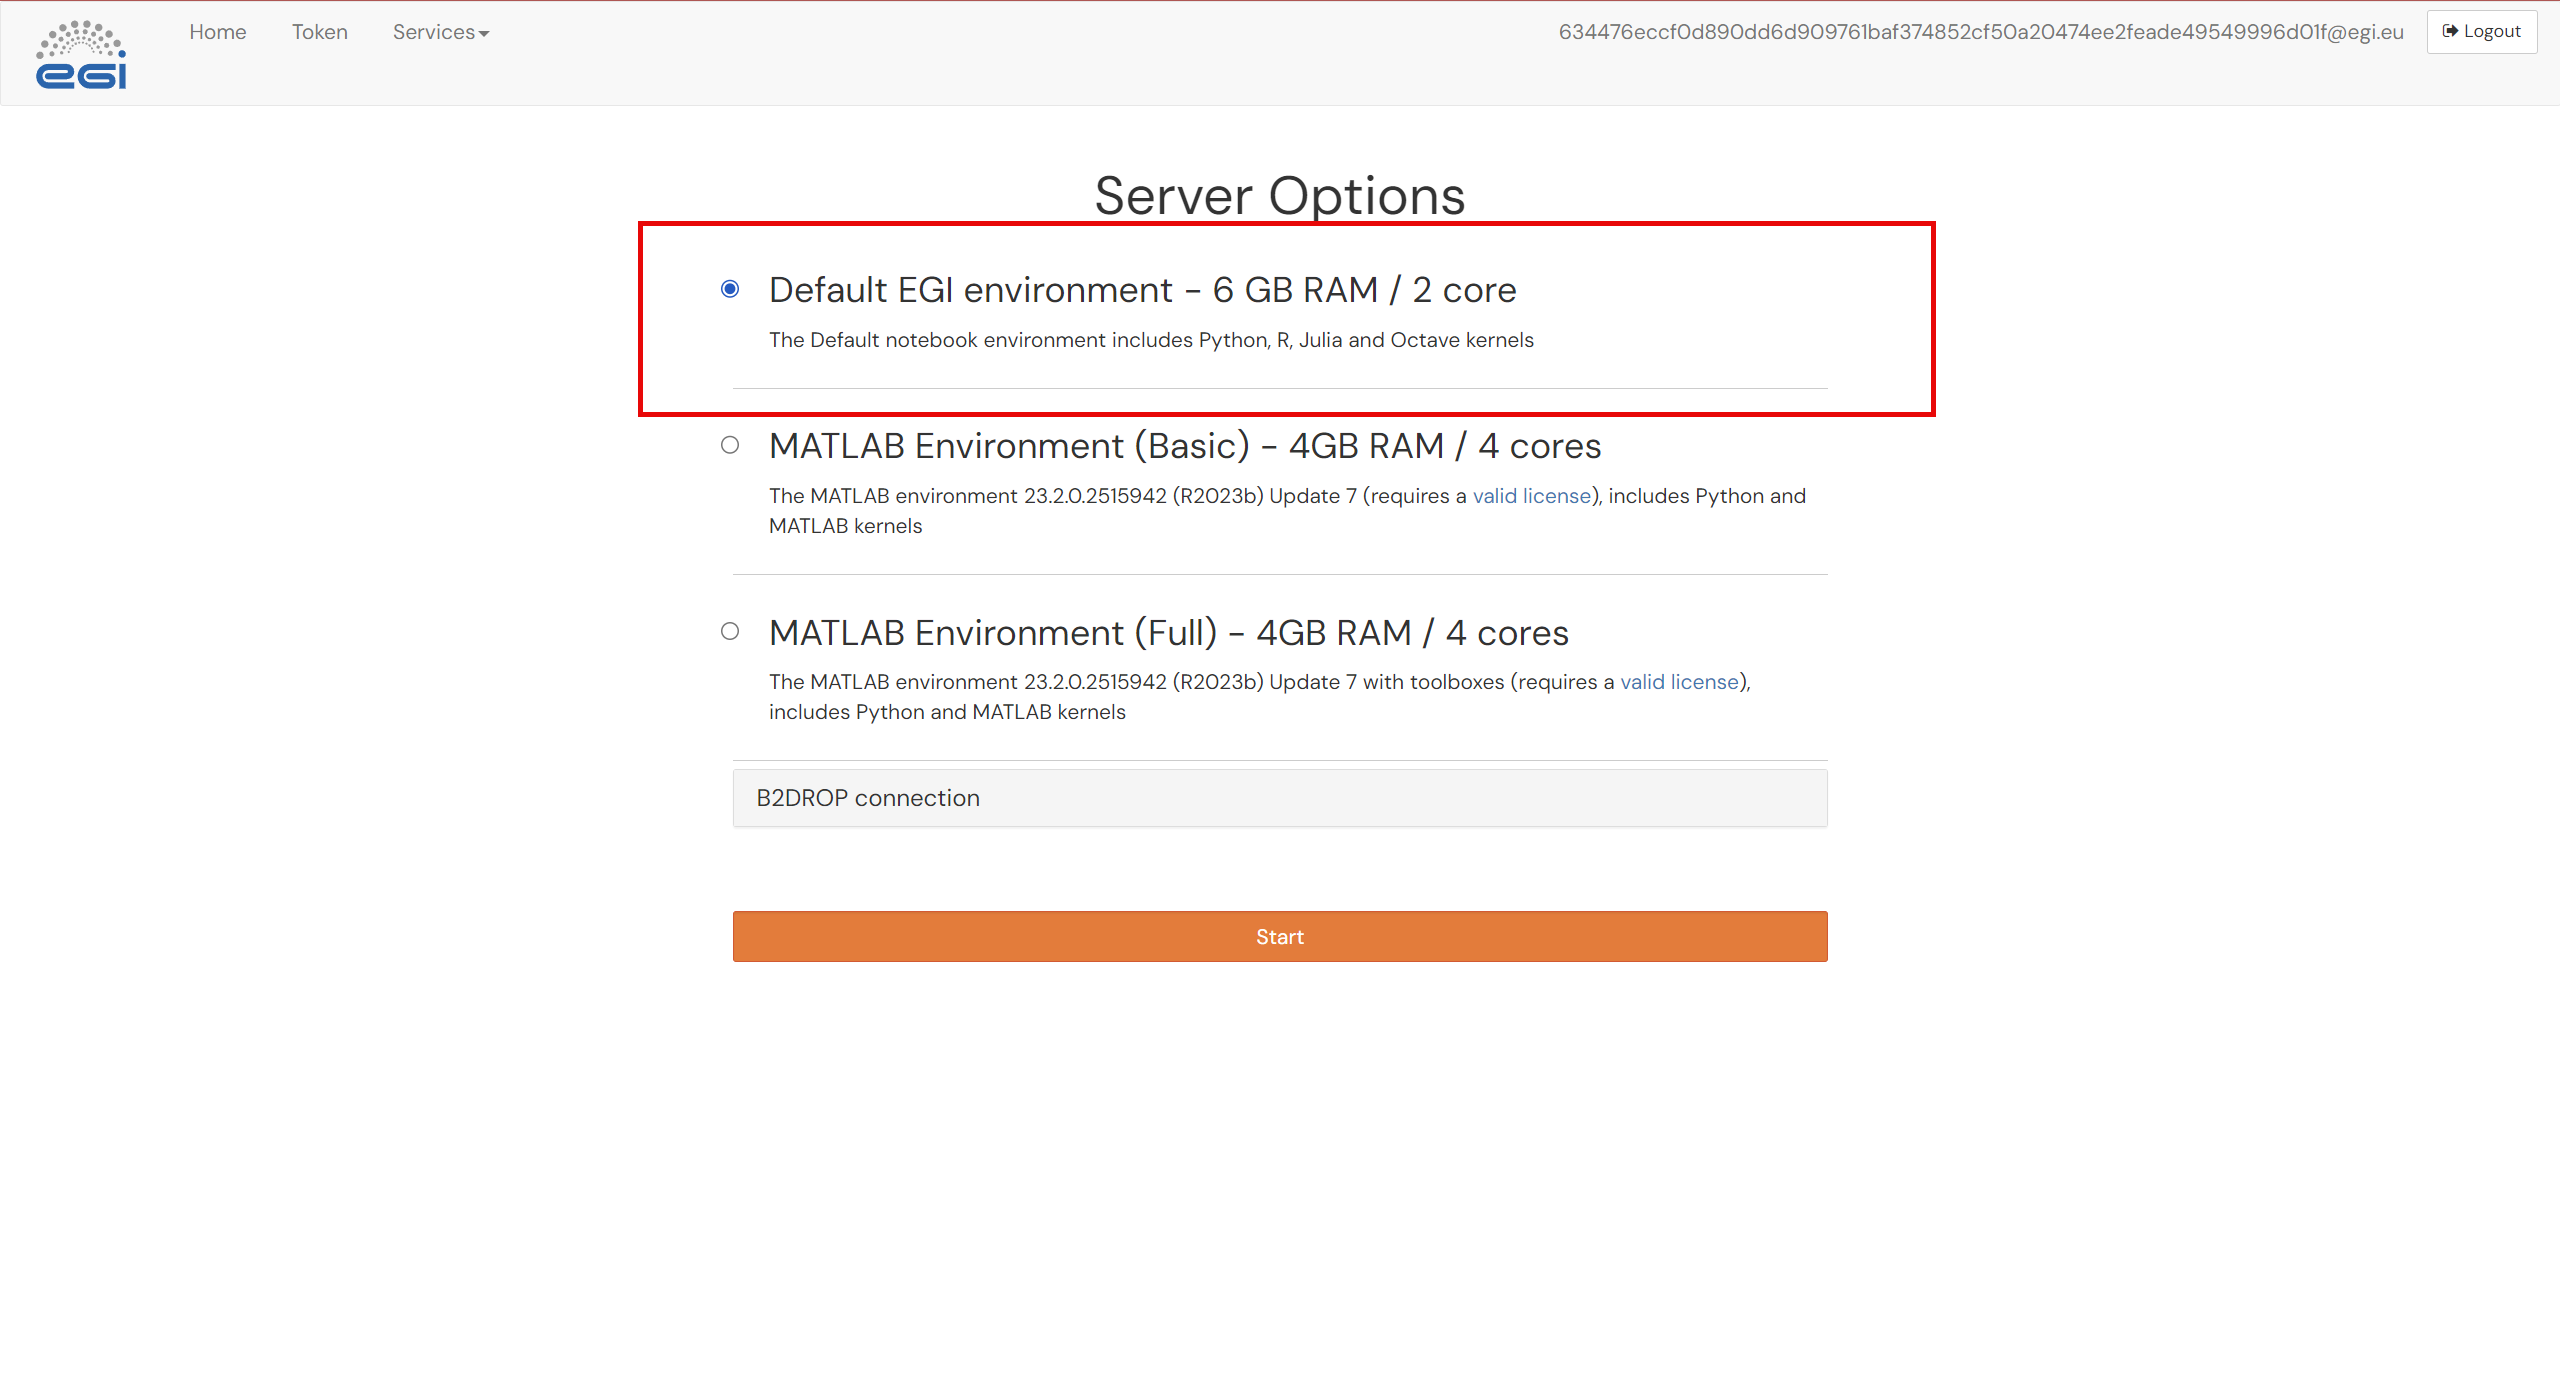 egi
Home Token Services
634476eccf0d890dd6d909761baf374852cf50a20474ee2feade49549996d01f@egi.eu Logout
Server Options
Default EGI environment - 6 GB RAM / 2 core
The Default notebook environment includes Python, R, Julia and Octave kernels
MATLAB Environment (Basic) - 4GB RAM / 4 cores
The MATLAB environment 23.2.0.2515942 (R2023b) Update 7 (requires a valid license), includes Python and
MATLAB kernels
MATLAB Environment (Full) - 4GB RAM / 4 cores
The MATLAB environment 23.2.0.2515942 (R2023b) Update 7 with toolboxes (requires a valid license),
includes Python and MATLAB kernels
B2DROP connection
Start